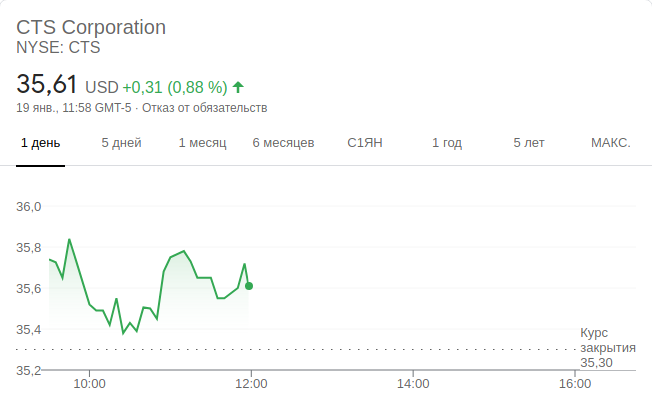 CTS Corporation
NYSE: CTS
35,61 USD +0,31 (0,88 %)
19 янв., 11:58 GMT-5 · Отказ от обязательств
1 день 5 дней 1 месяц 6 месяцев С1ЯН 1 год 5 лет МАКС.
36,0
35,8
35,6
35,4
Курс
закрытия
35,30
35,2
10:00 12:00 14:00 16:00